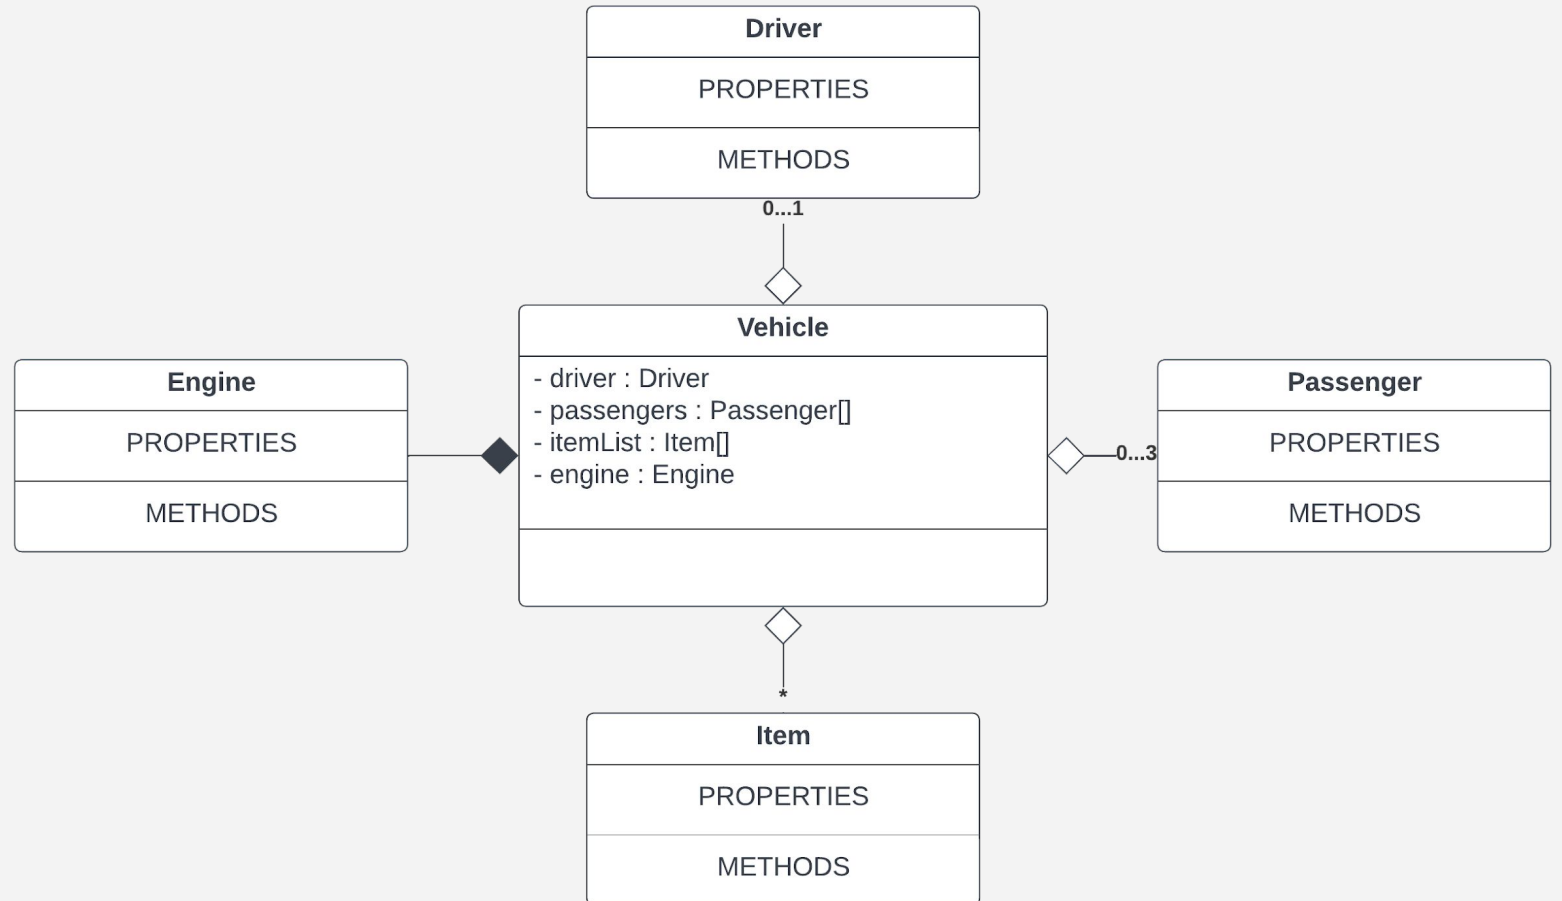 Driver
PROPERTIES
METHODS
0...1
Vehicle
- driver : Driver
- passengers : Passenger[]
- itemList : Item[]
- engine : Engine
Engine
PROPERTIES
METHODS
Passenger
PROPERTIES
METHODS
0...3
*
Item
PROPERTIES
METHODS